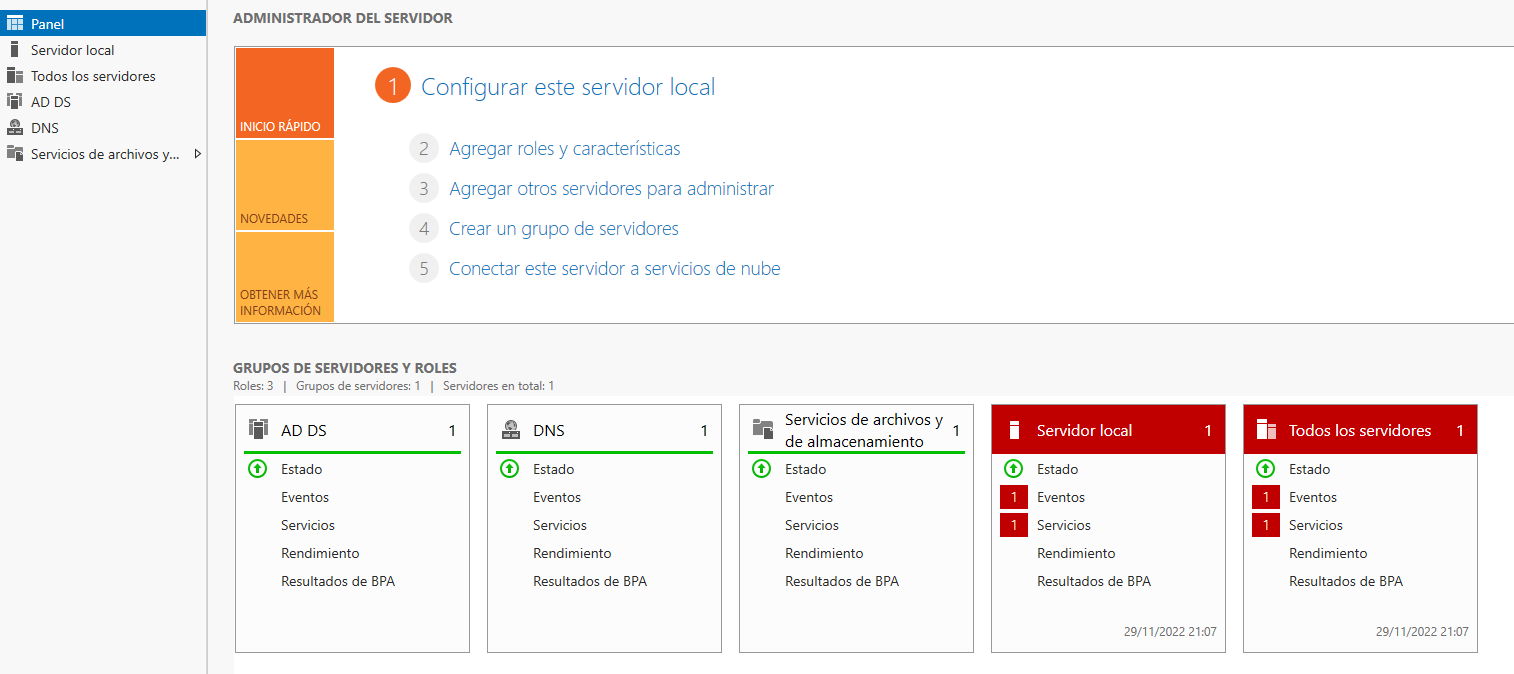 Panel
Servidor local
Todos los servidores
AD DS
DNS
Servicios de archivos y...
ADMINISTRADOR DEL SERVIDOR
INICIO RÁPIDO
NOVEDADES
OBTENER MÁS
INFORMACIÓN
1 Configurar este servidor local
2 Agregar roles y características
3 Agregar otros servidores para administrar
4 Crear un grupo de servidores
5 Conectar este servidor a servicios de nube
GRUPOS DE SERVIDORES Y ROLES
Roles: 3 | Grupos de servidores: 1 | Servidores en total: 1
AD DS 1
Estado
Eventos
Servicios
Rendimiento
Resultados de BPA
DNS 1
Estado
Eventos
Servicios
Rendimiento
Resultados de BPA
Servicios de archivos y
de almacenamiento 1
Estado
Eventos
Servicios
Rendimiento
Resultados de BPA
Servidor local 1
Estado
1 Eventos
1 Servicios
Rendimiento
Resultados de BPA
29/11/2022 21:07
Todos los servidores 1
Estado
1 Eventos
1 Servicios
Rendimiento
Resultados de BPA
29/11/2022 21:07